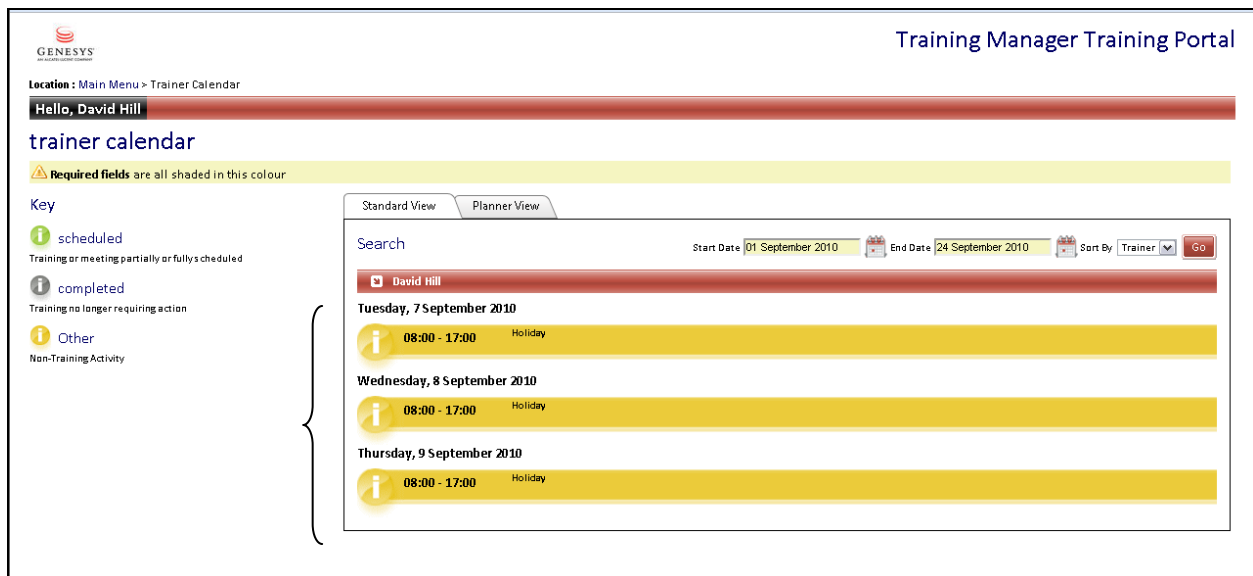 GENESYS
AN ALCATEL-LUCENT COMPANY
Training Manager Training Portal
Location : Main Menu > Trainer Calendar
Hello, David Hill
trainer calendar
Required fields are all shaded in this colour
Key
scheduled
Training or meeting partially or fully scheduled
completed
Training no longer requiring action
Other
Non-Training Activity
Standard View Planner View
Search Start Date 01 September 2010 End Date 24 September 2010 Sort By Trainer Go
David Hill
Tuesday, 7 September 2010
08:00 - 17:00 Holiday
Wednesday, 8 September 2010
08:00 - 17:00 Holiday
Thursday, 9 September 2010
08:00 - 17:00 Holiday